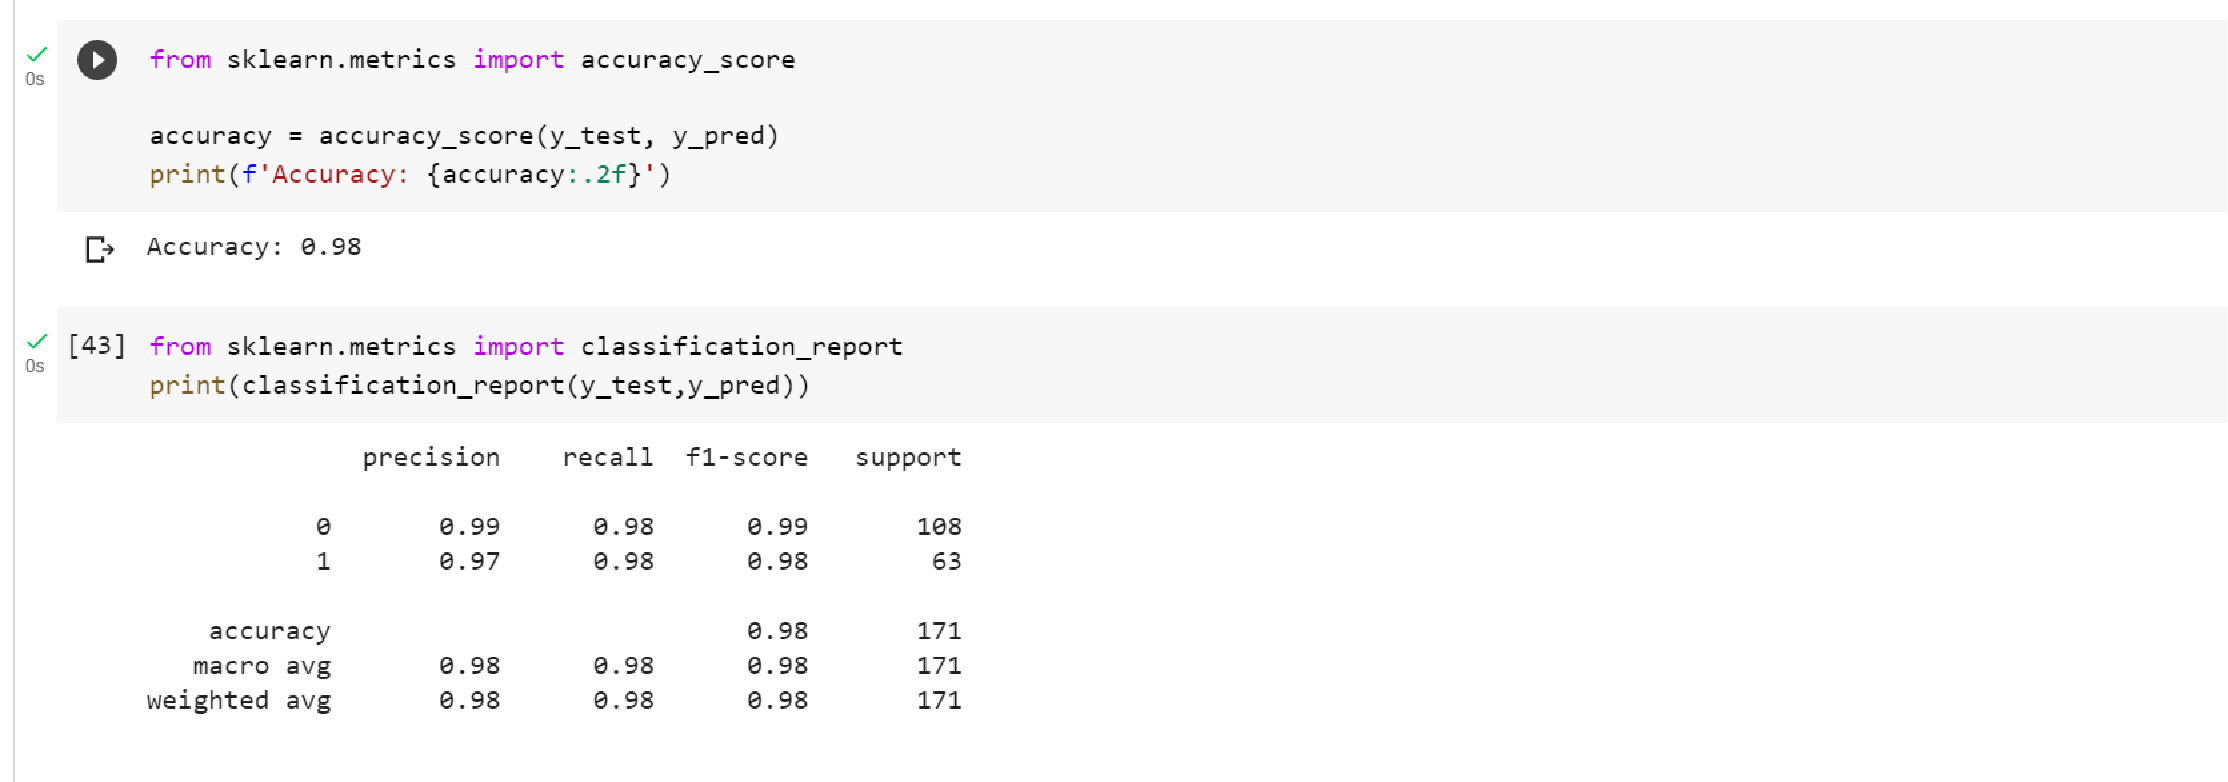 0s
from sklearn.metrics import accuracy_score
accuracy = accuracy_score(y_test, y_pred)
print(f'Accuracy: {accuracy:.2f}')
Accuracy: 0.98
0s
[43] from sklearn.metrics import classification_report
print(classification_report(y_test,y_pred))
precision recall f1-score support
0 0.99 0.98 0.99 108
1 0.97 0.98 0.98 63
accuracy 0.98 171
macro avg 0.98 0.98 0.98 171
weighted avg 0.98 0.98 0.98 171